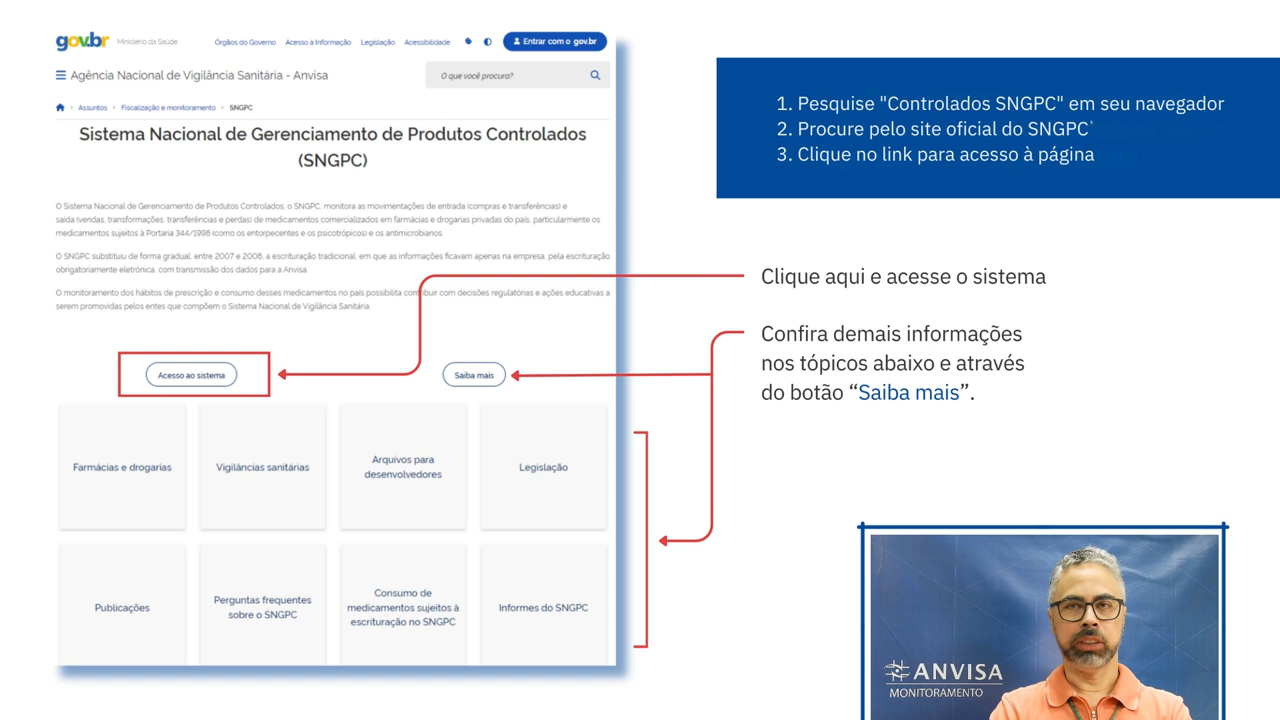 gov.br Ministério da Saúde Órgãos do Governo Acesso à Informação Legislação Acessibilidade Entrar com o gov.br
Agência Nacional de Vigilância Sanitária - Anvisa O que você procura?
Assuntos > Fiscalização e monitoramento > SNGPC
Sistema Nacional de Gerenciamento de Produtos Controlados
(SNGPC)
O Sistema Nacional de Gerenciamento de Produtos Controlados, o SNGPC, monitora as movimentações de entrada (compras e transferências) e
saída (vendas, transformações, transferências e perdas) de medicamentos comercializados em farmácias e drogarias privadas do país, particularmente os
medicamentos sujeitos à Portaria 344/1998 (como os entorpecentes e os psicotrópicos) e os antimicrobianos.
O SNGPC substituiu de forma gradual, entre 2007 e 2008, a escrituração tradicional, em que as informações ficavam apenas na empresa, pela escrituração
obrigatoriamente eletrônica, com transmissão dos dados para a Anvisa.
O monitoramento dos hábitos de prescrição e consumo desses medicamentos no país possibilita contribuir com decisões regulatórias e ações educativas a
serem promovidas pelos entes que compõem o Sistema Nacional de Vigilância Sanitária.
Acesso ao sistema
Saiba mais
Farmácias e drogarias
Vigilâncias sanitárias
Arquivos para
desenvolvedores
Legislação
Publicações
Perguntas frequentes
sobre o SNGPC
Consumo de
medicamentos sujeitos à
escrituração no SNGPC
Informes do SNGPC
1. Pesquise "Controlados SNGPC" em seu navegador
2. Procure pelo site oficial do SNGPC*
3. Clique no link para acesso à página
Clique aqui e acesse o sistema
Confira demais informações
nos tópicos abaixo e através
do botão “Saiba mais”.
ANVISA
MONITORAMENTO